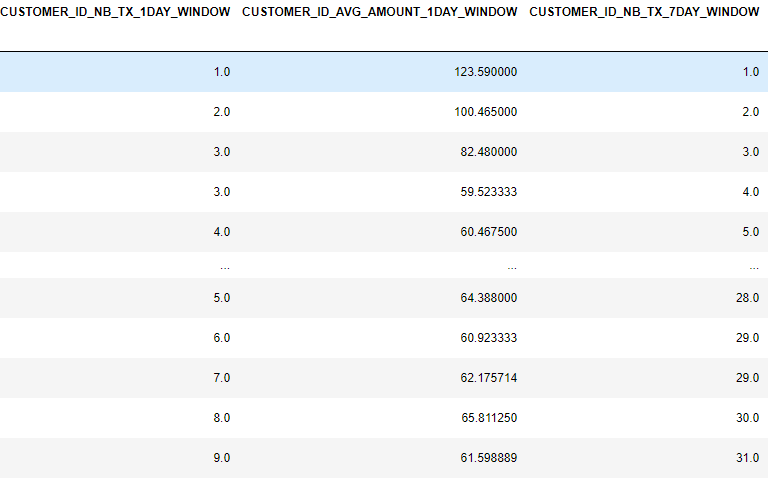 CUSTOMER_ID_NB_TX_1DAY_WINDOW CUSTOMER_ID_AVG_AMOUNT_1DAY_WINDOW CUSTOMER_ID_NB_TX_7DAY_WINDOW
1.0 123.590000 1.0
2.0 100.465000 2.0
3.0 82.480000 3.0
3.0 59.523333 4.0
4.0 60.467500 5.0
... ... ...
5.0 64.388000 28.0
6.0 60.923333 29.0
7.0 62.175714 29.0
8.0 65.811250 30.0
9.0 61.598889 31.0